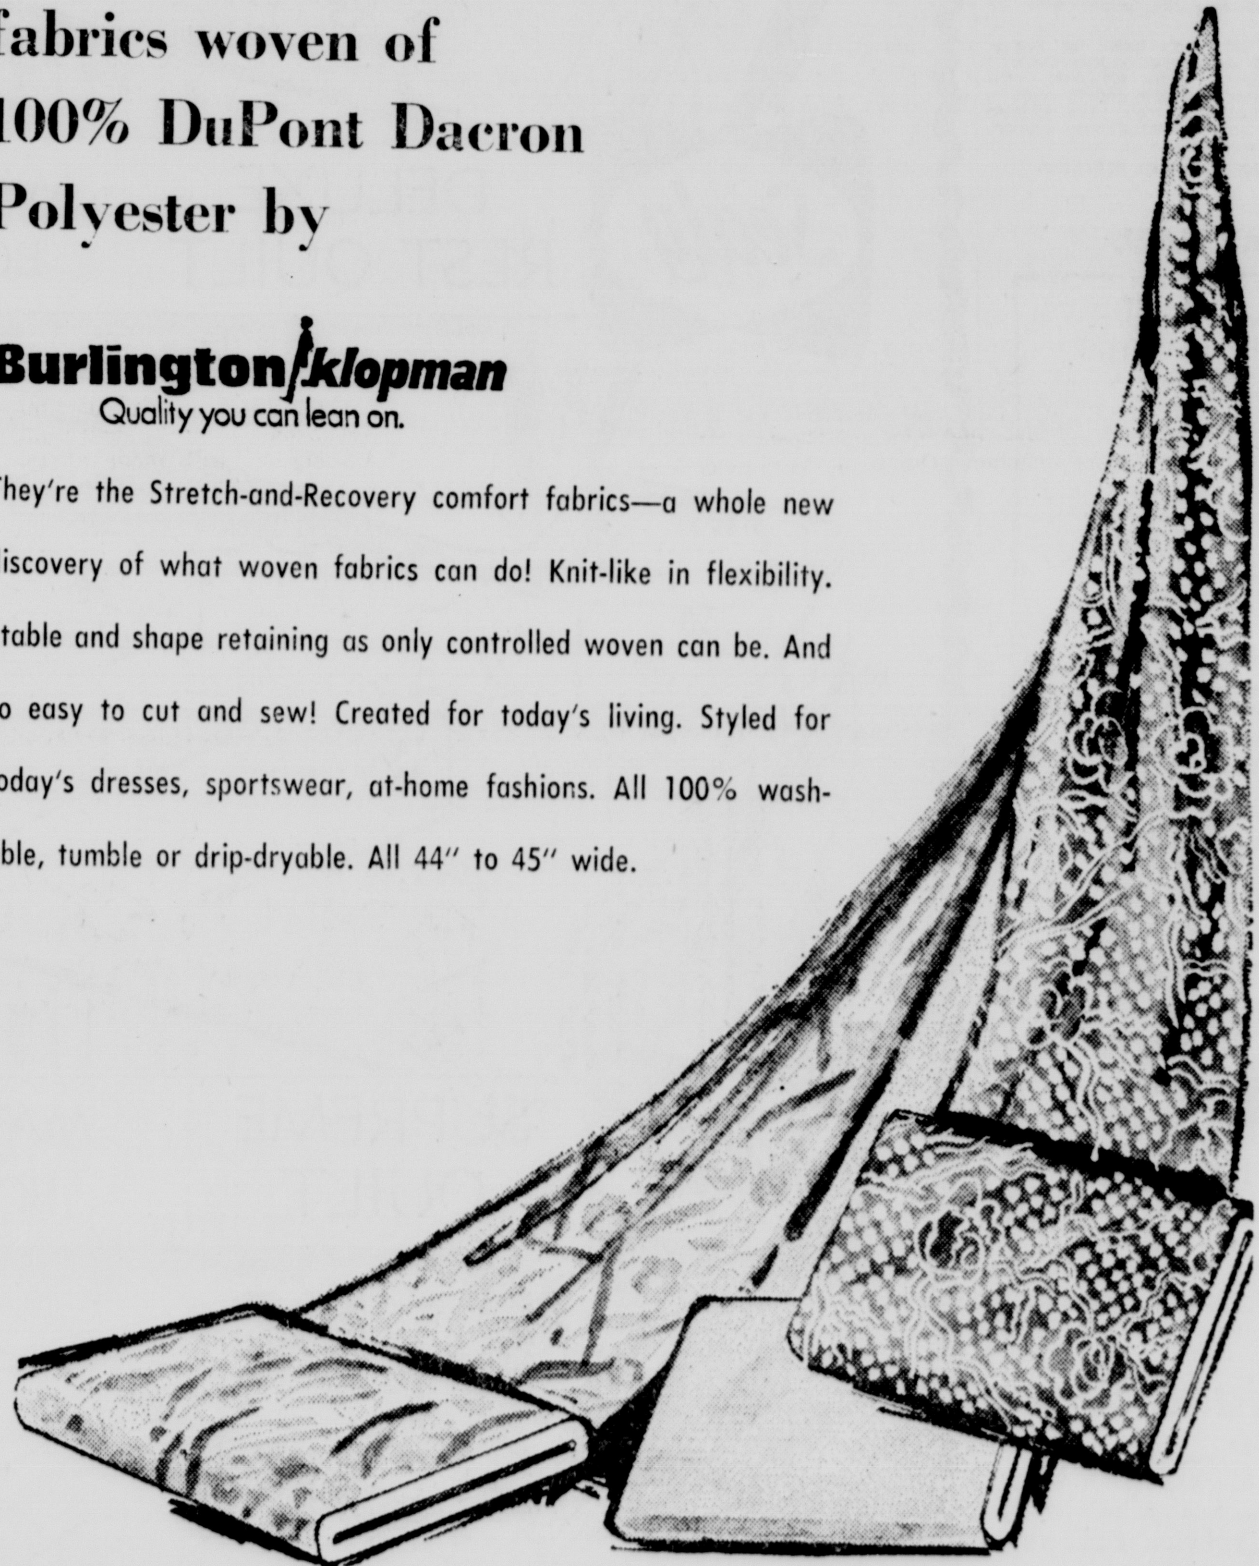 fabrics woven of
100% DuPont Dacron
Polyester by
Burlington/klopman
Quality you can lean on.
They're the Stretch-and-Recovery comfort fabrics—a whole new
discovery of what woven fabrics can do! Knit-like in flexibility.
table and shape retaining as only controlled woven can be. And
o easy to cut and sew! Created for today's living. Styled for
oday's dresses, sportswear, at-home fashions. All 100% wash-
ble, tumble or drip-dryable. All 44″ to 45″ wide.